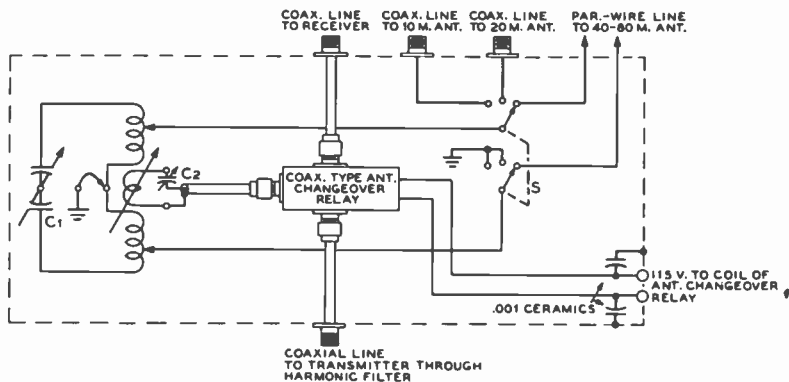 COAX. LINE
TO RECEIVER
COAX. LINE
TO 10 M. ANT.
COAX. LINE
TO 20 M. ANT.
PAR.-WIRE LINE
TO 40-80 M. ANT.
C1
C2
COAX. TYPE ANT.
CHANGEOVER
RELAY
S
115 V. TO COIL OF
ANT. CHANGEOVER
RELAY
.001 CERAMICS
COAXIAL LINE
TO TRANSMITTER THROUGH
HARMONIC FILTER